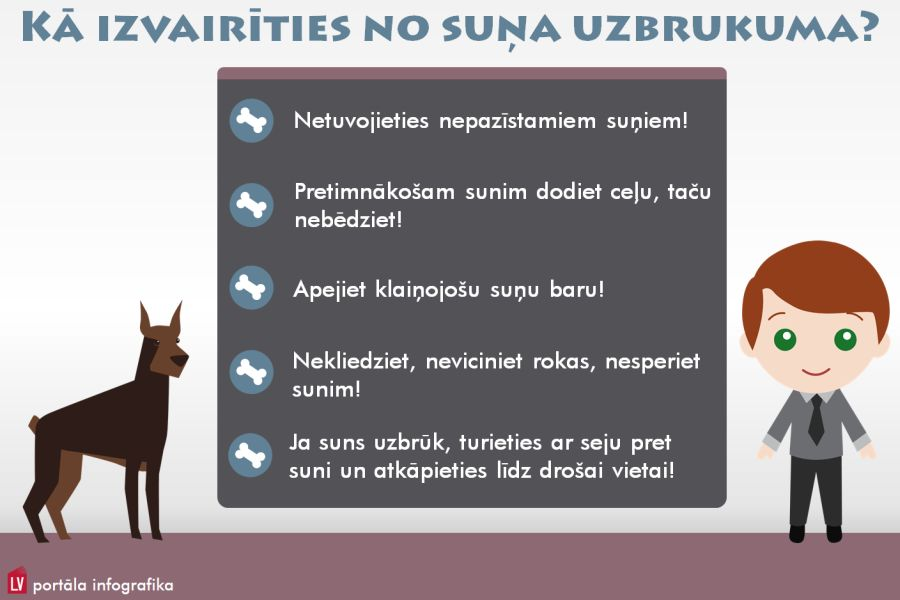 Kā izvairīties no suņa uzbrukuma?
Netuvojieties nepazīstamiem suņiem!
Pretimnākošam sunim dodiet ceļu, taču
nebēdziet!
Apejiet klaiņojošu suņu baru!
Nekliedziet, neviciniet rokas, nesperiet
sunim!
Ja suns uzbrūk, turieties ar seju pret
suni un atkāpieties līdz drošai vietai!
LV portāla infografika